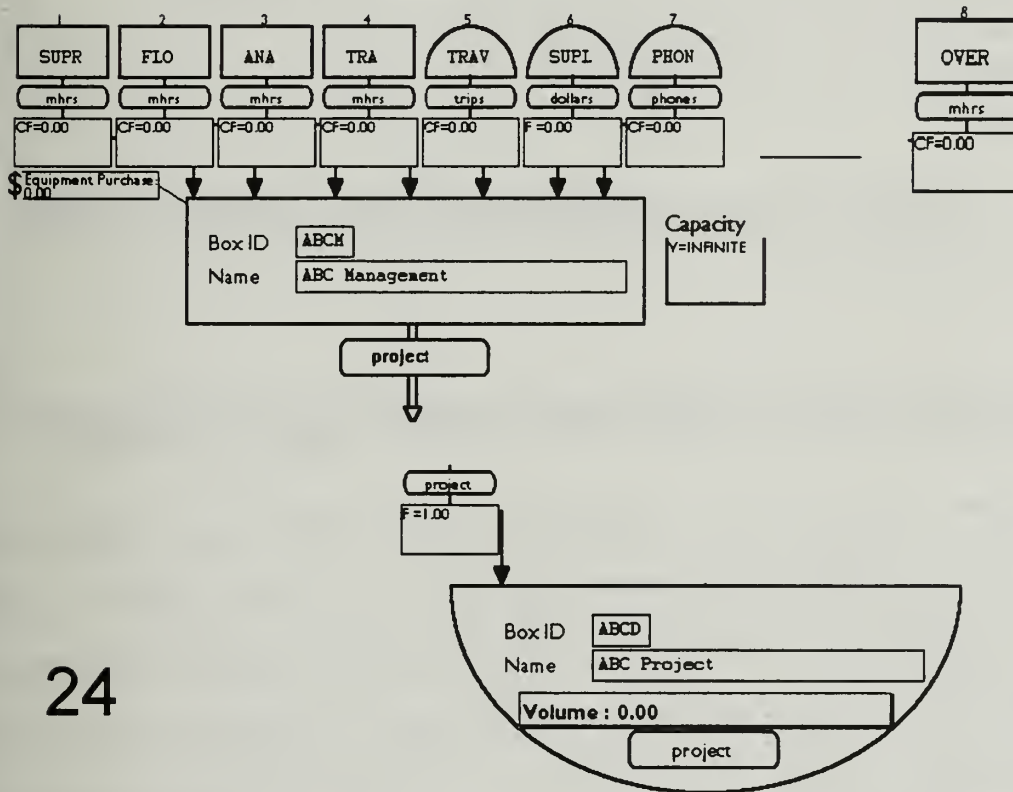 1 2 3 4 5 6 7 8
SUPR FLO ANA TRA TRAV SUPL PHON OVER
mhrs mhrs mhrs mhrs trips dollars phones mhrs
CF=0.00 CF=0.00 CF=0.00 CF=0.00 CF=0.00 F =0.00 CF=0.00 CF=0.00
$ Equipment Purchase:
0.00
Capacity
Y=INFINITE
Box ID ABCM
Name ABC Management
project
project
F =1.00
Box ID ABCD
Name ABC Project
Volume : 0.00
project
24